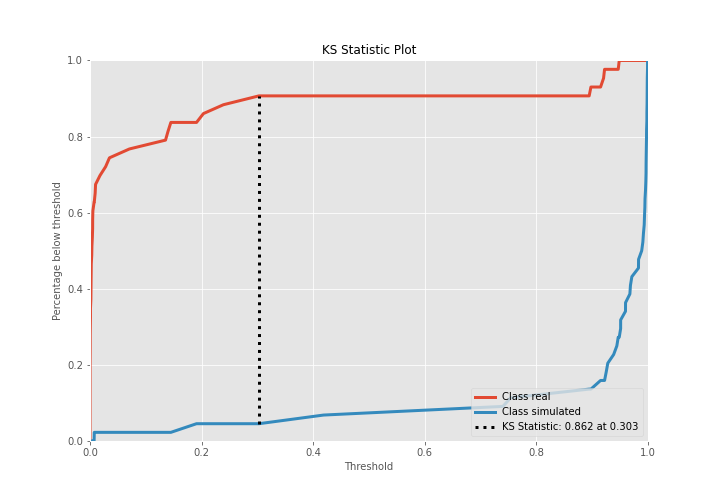 KS Statistic Plot
1.0
0.8
0.6
0.4
0.2
0.0
Percentage below threshold
Class real
Class simulated
KS Statistic: 0.862 at 0.303
0.0 0.2 0.4 0.6 0.8 1.0
Threshold